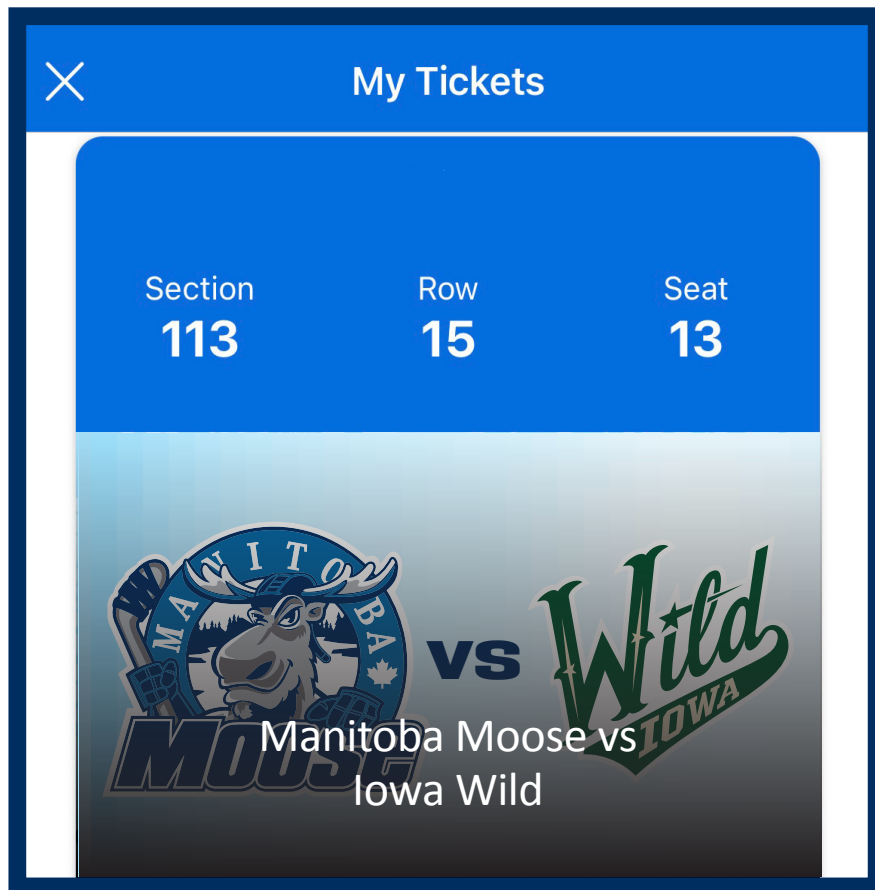 My Tickets
Section Row Seat
113 15 13
MANITOBA
MOOSE
vs
Wild
IOWA
Manitoba Moose vs
Iowa Wild